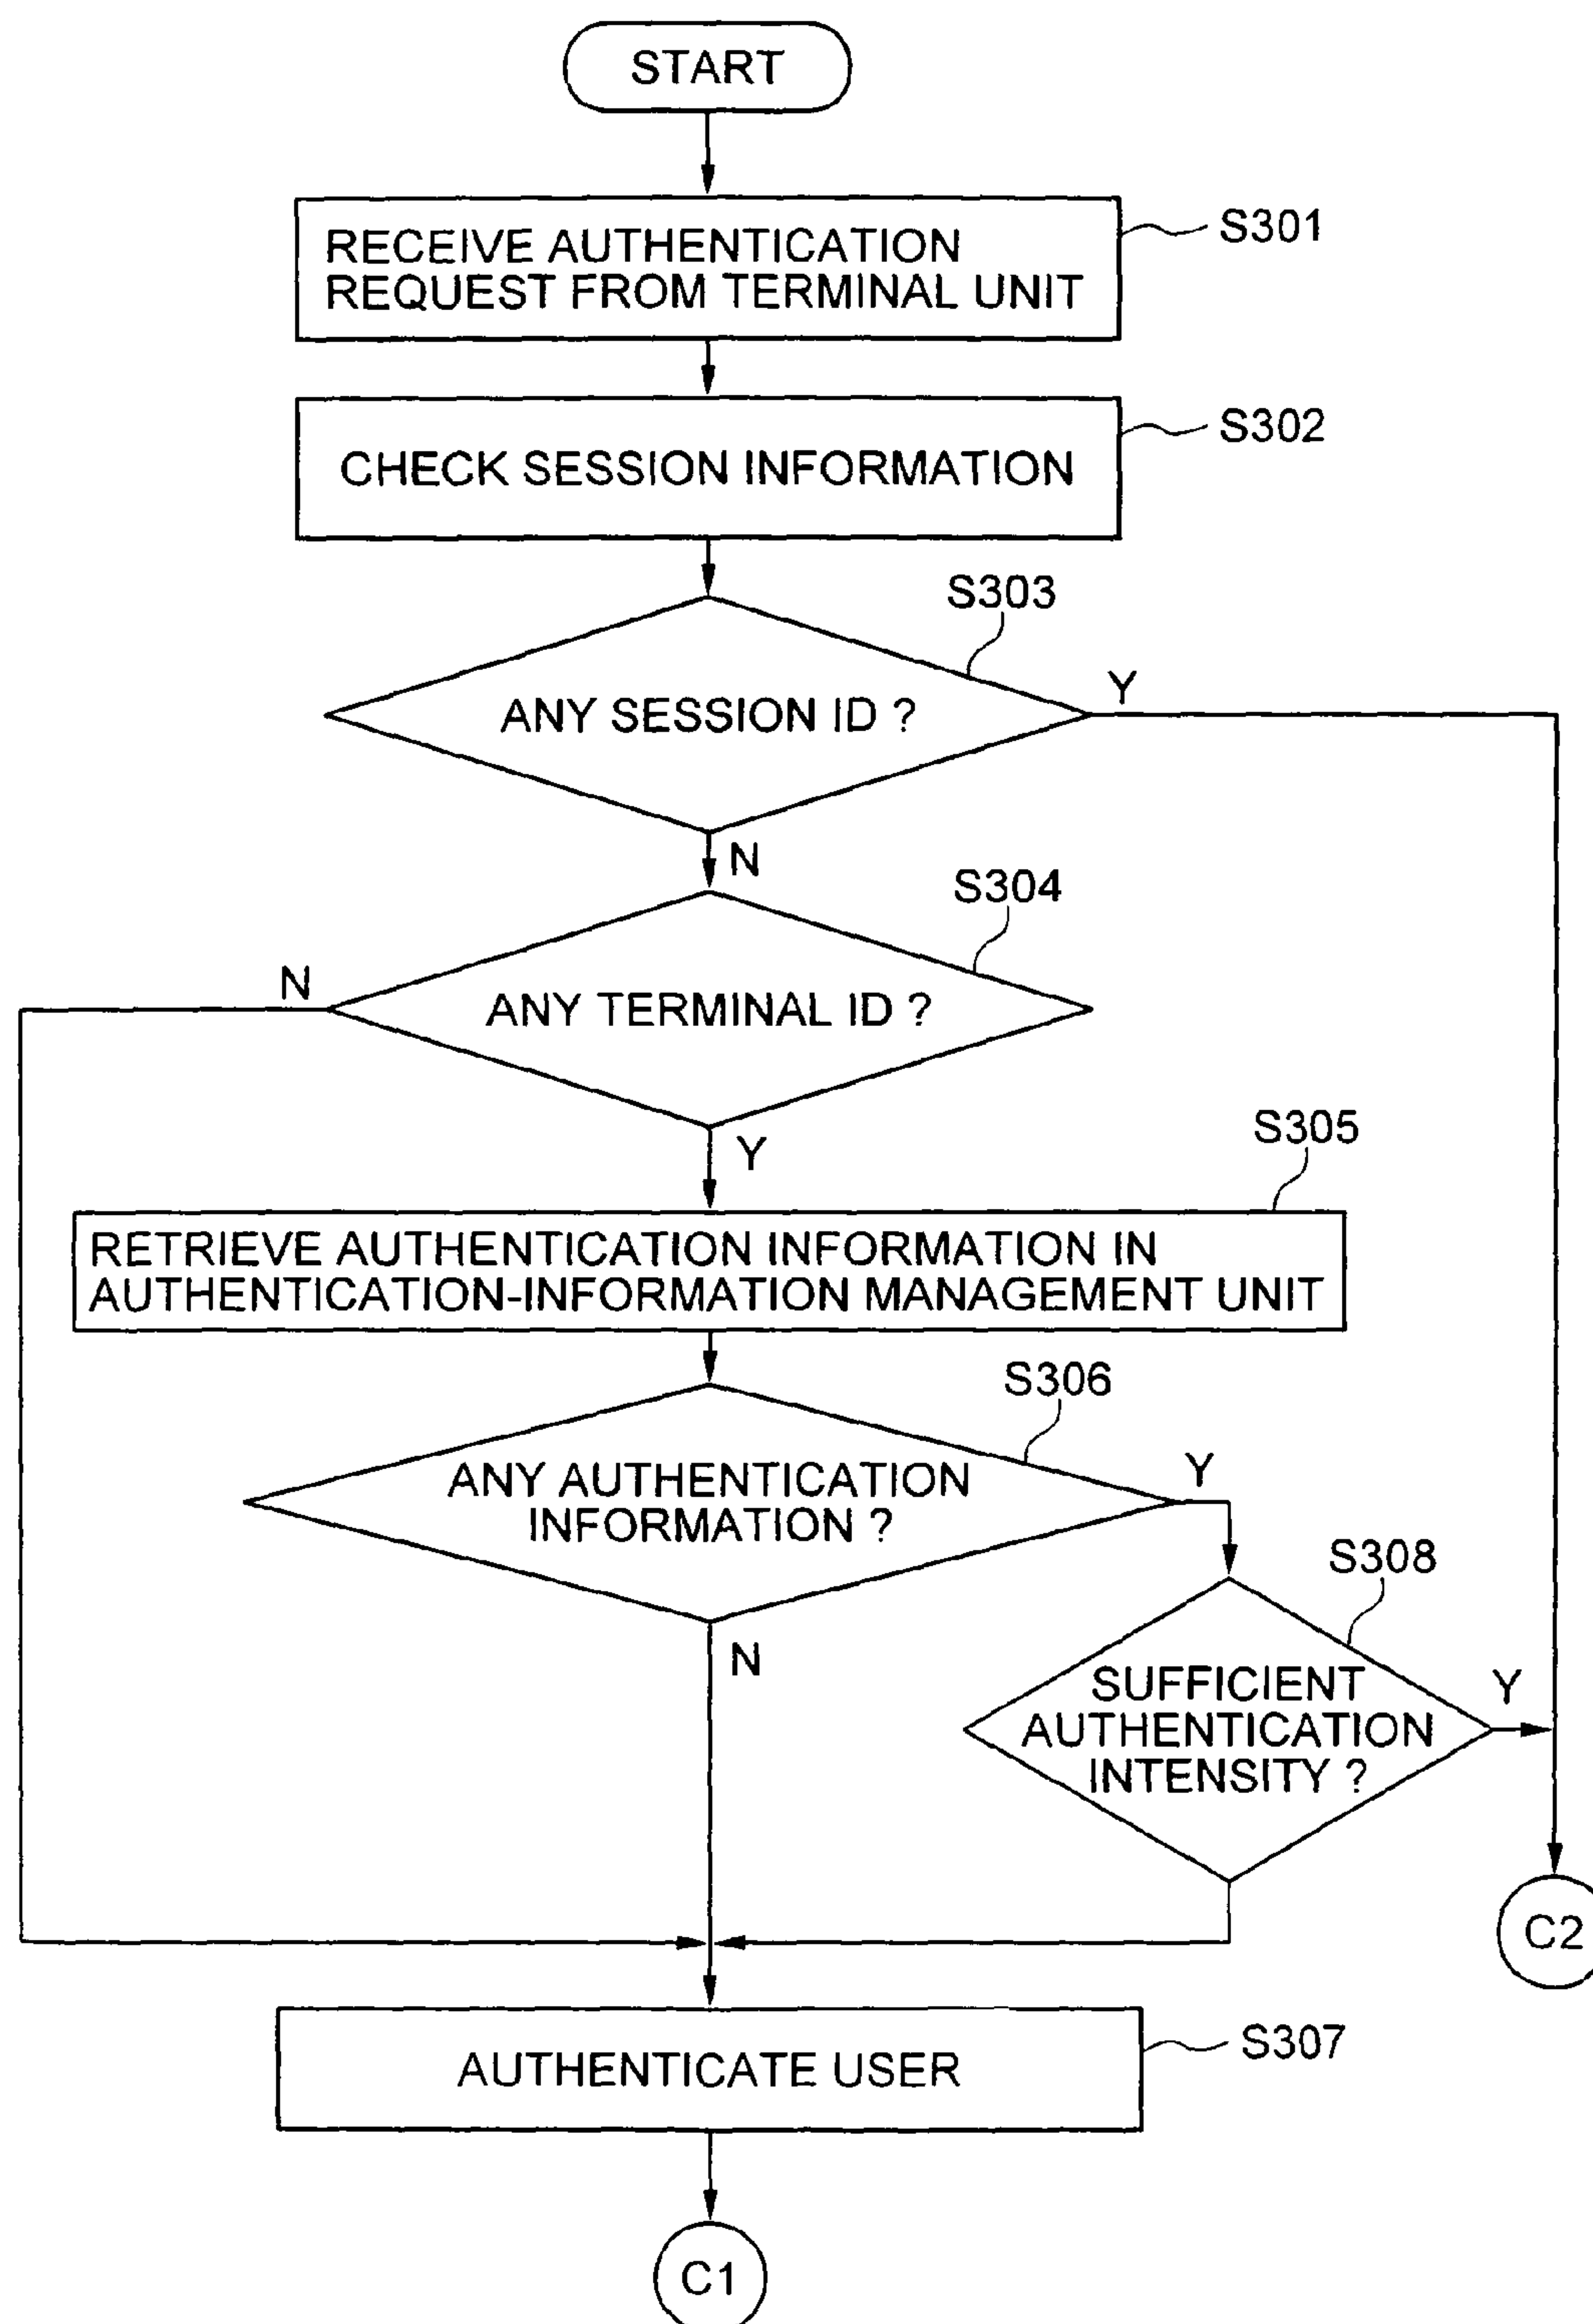 START
RECEIVE AUTHENTICATION
REQUEST FROM TERMINAL UNIT
S301
CHECK SESSION INFORMATION
S302
S303
ANY SESSION ID ?
Y
N
S304
N
ANY TERMINAL ID ?
Y
S305
RETRIEVE AUTHENTICATION INFORMATION IN
AUTHENTICATION-INFORMATION MANAGEMENT UNIT
S306
ANY AUTHENTICATION
INFORMATION ?
Y
N
S308
SUFFICIENT
AUTHENTICATION
INTENSITY ?
Y
C2
AUTHENTICATE USER
S307
C1